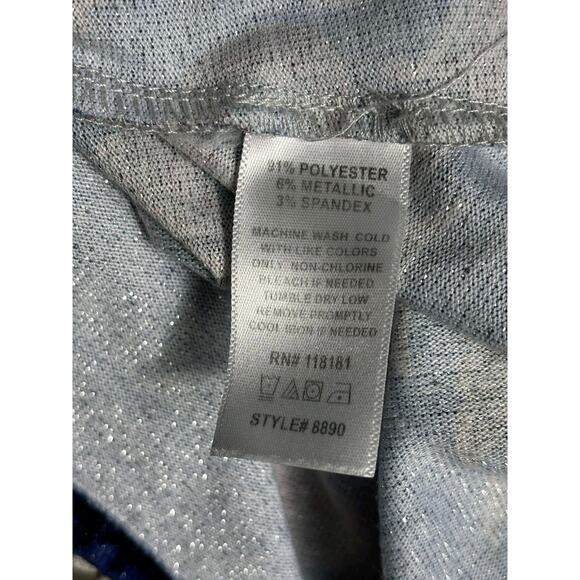 91% POLYESTER
6% METALLIC
3% SPANDEX
MACHINE WASH COLD
WITH LIKE COLORS
ONLY NON-CHLORINE
BLEACH IF NEEDED
TUMBLE DRY LOW
REMOVE PROMPTLY
COOL IRON IF NEEDED
RN# 118181
STYLE# 8890